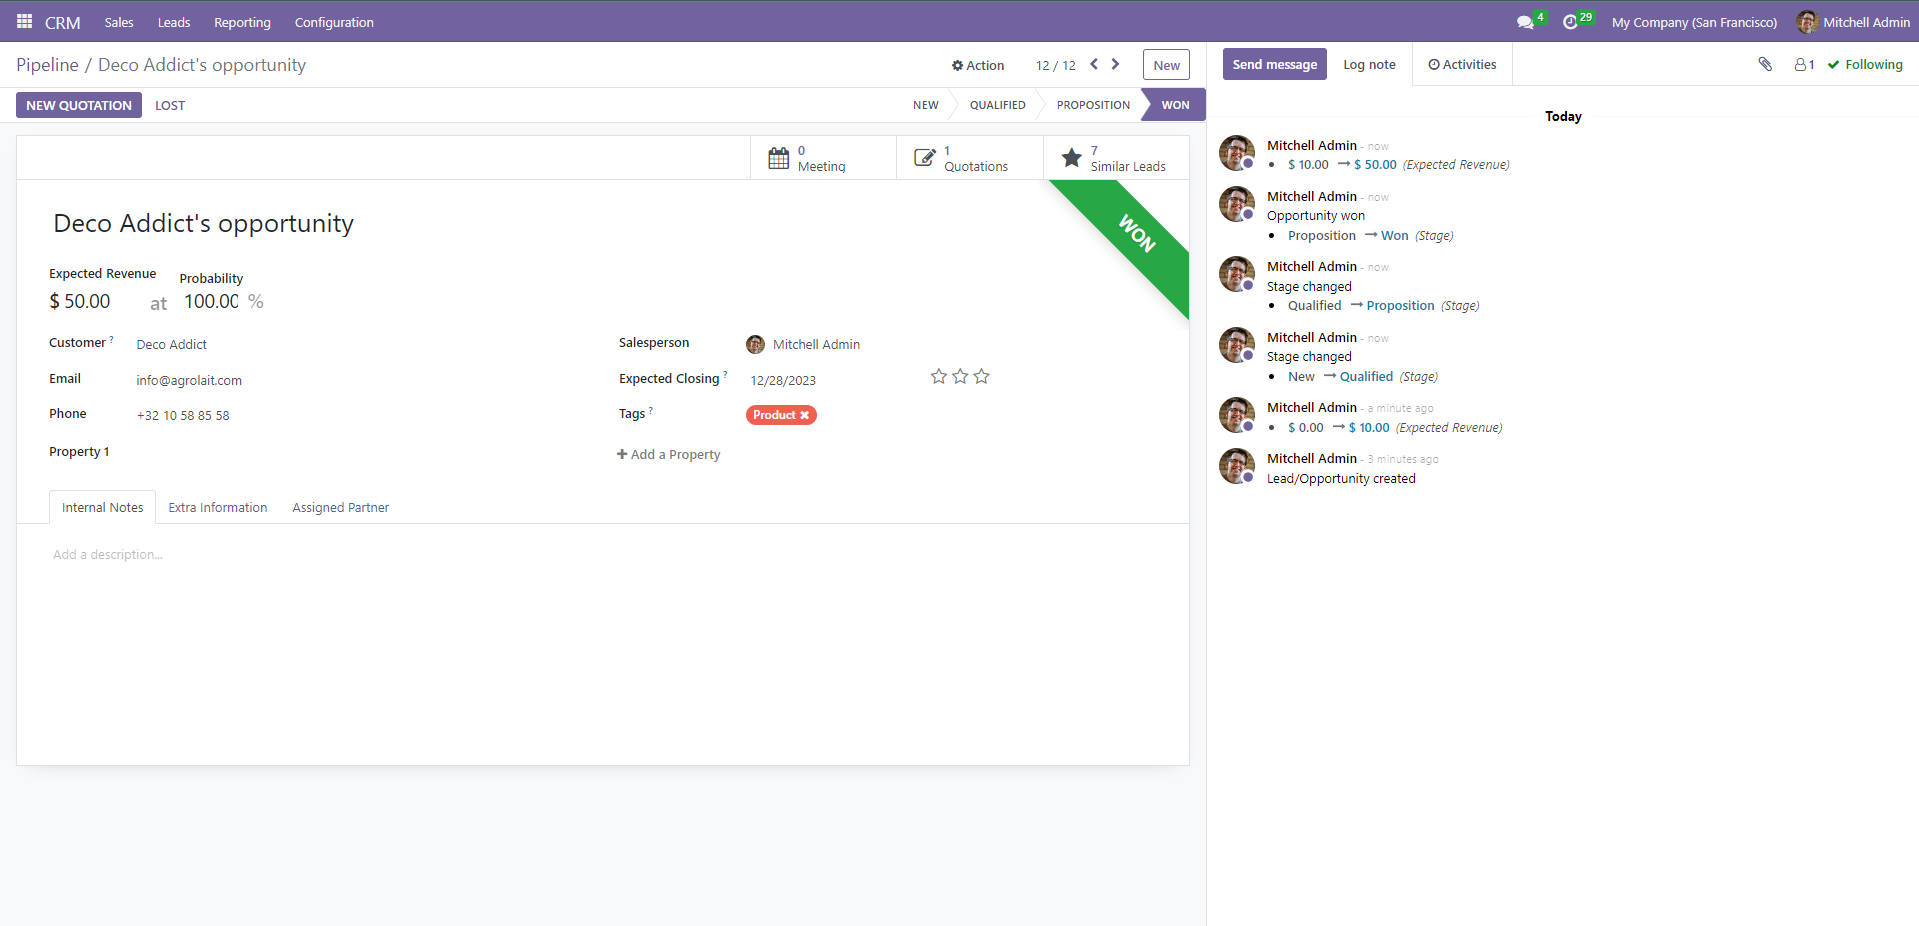 CRM Sales Leads Reporting Configuration 4 29 My Company (San Francisco) Mitchell Admin
Pipeline / Deco Addict's opportunity Action 12 / 12 New
NEW QUOTATION LOST NEW QUALIFIED PROPOSITION WON
0 Meeting
1 Quotations
7 Similar Leads
WON
Deco Addict's opportunity
Expected Revenue Probability
$ 50.00 at 100.00 %
Customer ? Deco Addict
Email info@agrolait.com
Phone +32 10 58 85 58
Property 1
Salesperson Mitchell Admin
Expected Closing ? 12/28/2023
Tags ? Product
Add a Property
Internal Notes Extra Information Assigned Partner
Add a description...
Send message Log note Activities 1 Following
Today
Mitchell Admin - now
$ 10.00 → $ 50.00 (Expected Revenue)
Mitchell Admin - now
Opportunity won
Proposition → Won (Stage)
Mitchell Admin - now
Stage changed
Qualified → Proposition (Stage)
Mitchell Admin - now
Stage changed
New → Qualified (Stage)
Mitchell Admin - a minute ago
$ 0.00 → $ 10.00 (Expected Revenue)
Mitchell Admin - 3 minutes ago
Lead/Opportunity created